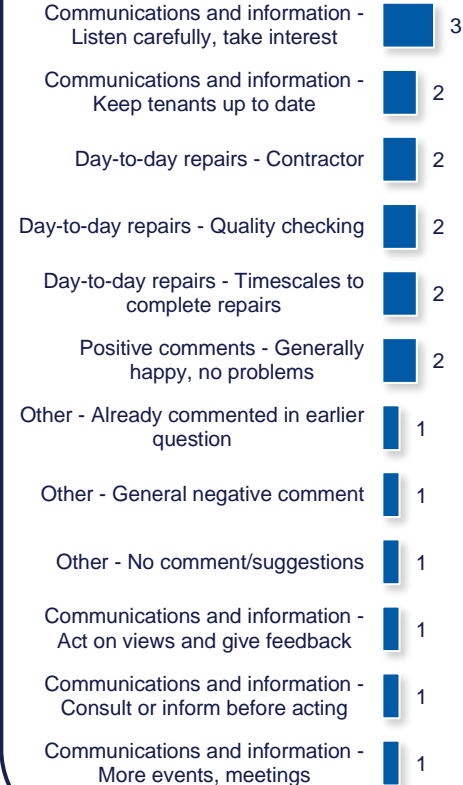 Communications and information -
Listen carefully, take interest
3
Communications and information -
Keep tenants up to date
2
Day-to-day repairs - Contractor
2
Day-to-day repairs - Quality checking
2
Day-to-day repairs - Timescales to
complete repairs
2
Positive comments - Generally
happy, no problems
2
Other - Already commented in earlier
question
1
Other - General negative comment
1
Other - No comment/suggestions
1
Communications and information -
Act on views and give feedback
1
Communications and information -
Consult or inform before acting
1
Communications and information -
More events, meetings
1